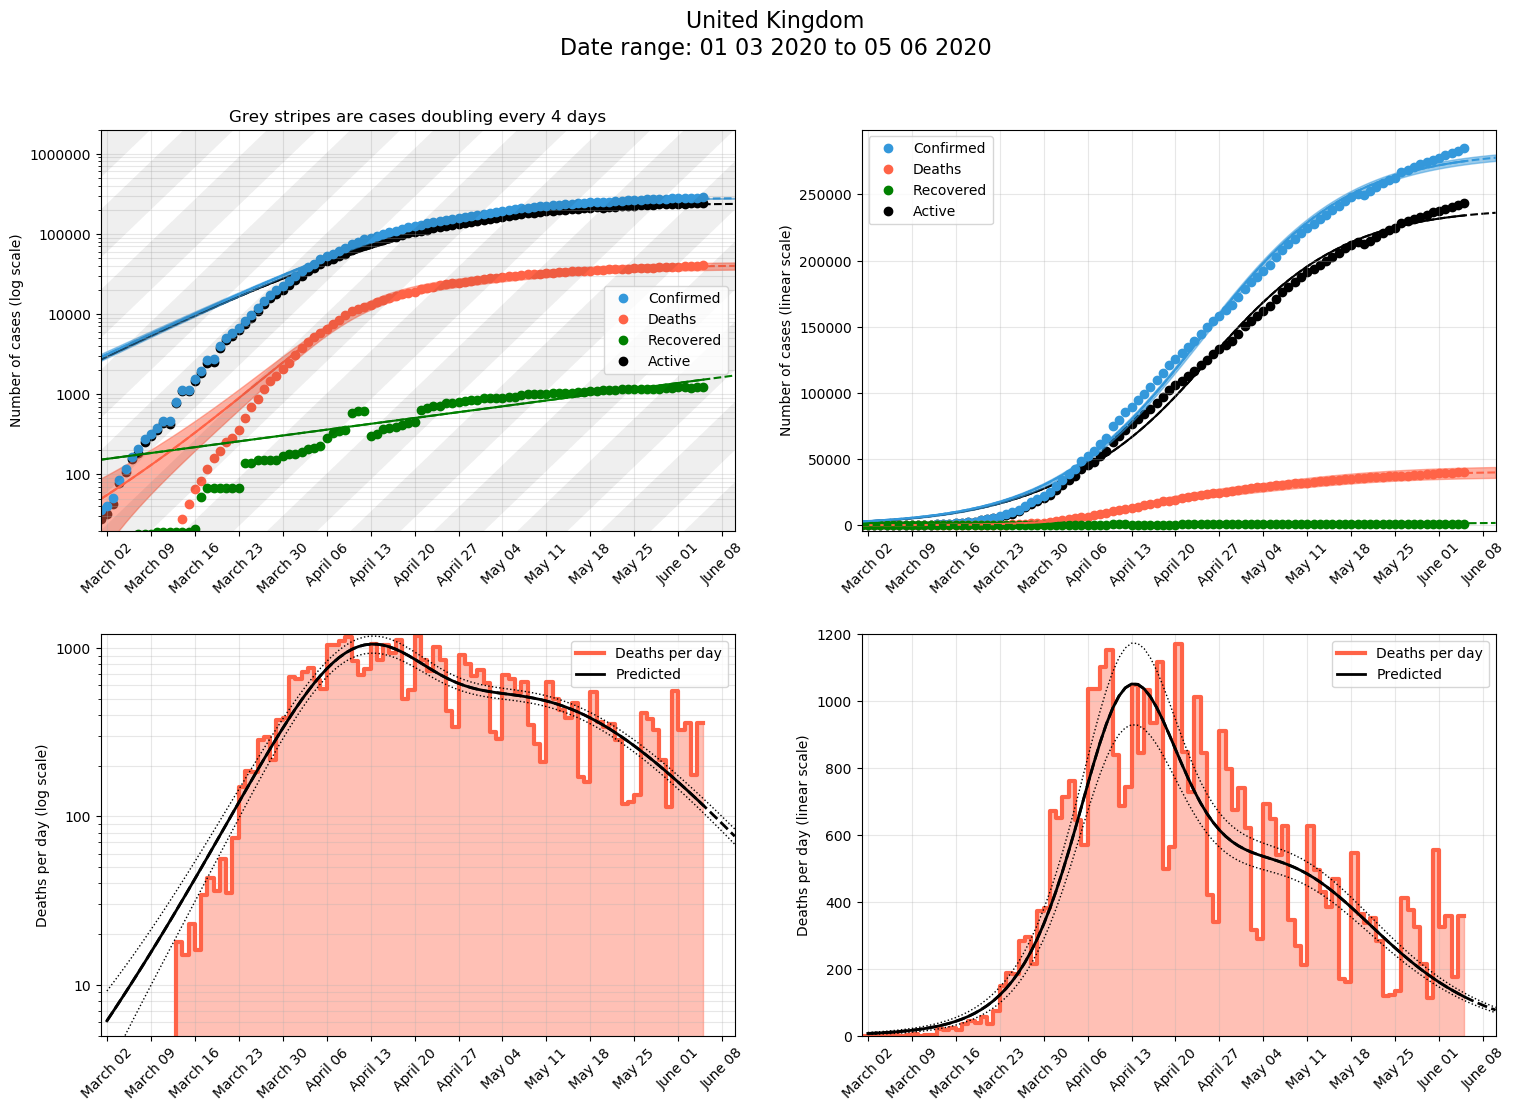 United Kingdom
Date range: 01 03 2020 to 05 06 2020
Grey stripes are cases doubling every 4 days
Number of cases (log scale)
1000000
100000
10000
1000
100
Confirmed
Deaths
Recovered
Active
March 02
March 09
March 16
March 23
March 30
April 06
April 13
April 20
April 27
May 04
May 11
May 18
May 25
June 01
June 08
Number of cases (linear scale)
250000
200000
150000
100000
50000
0
Confirmed
Deaths
Recovered
Active
March 02
March 09
March 16
March 23
March 30
April 06
April 13
April 20
April 27
May 04
May 11
May 18
May 25
June 01
June 08
Deaths per day (log scale)
1000
100
10
Deaths per day
Predicted
March 02
March 09
March 16
March 23
March 30
April 06
April 13
April 20
April 27
May 04
May 11
May 18
May 25
June 01
June 08
Deaths per day (linear scale)
1200
1000
800
600
400
200
0
Deaths per day
Predicted
March 02
March 09
March 16
March 23
March 30
April 06
April 13
April 20
April 27
May 04
May 11
May 18
May 25
June 01
June 08